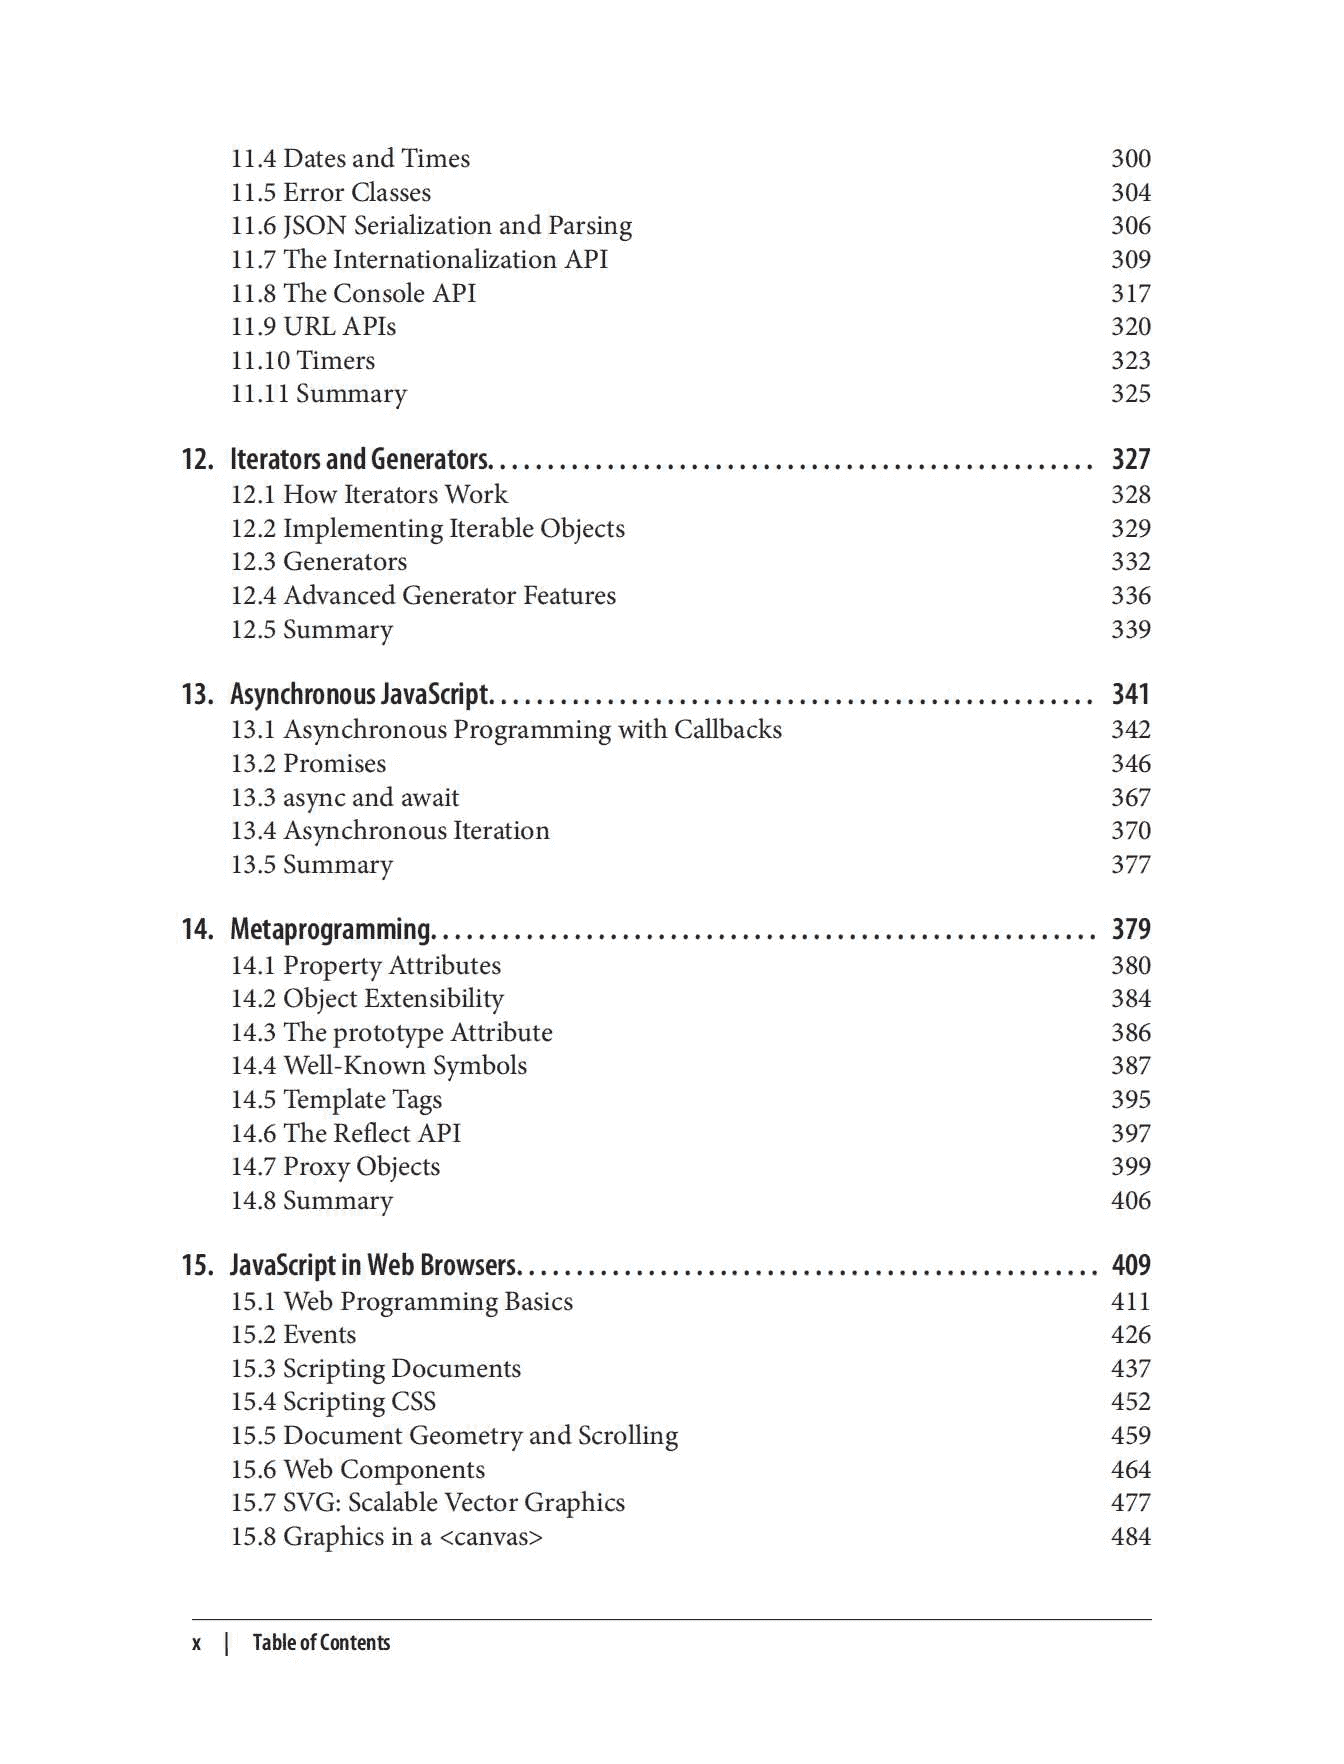 11.4 Dates and Times 300
11.5 Error Classes 304
11.6 JSON Serialization and Parsing 306
11.7 The Internationalization API 309
11.8 The Console API 317
11.9 URL APIs 320
11.10 Timers 323
11.11 Summary 325
12. Iterators and Generators. . . . . . . . . . . . . . . . . . . . . . . . . . . . . . . . . . . . . . . . . . . . . . . . . . . 327
12.1 How Iterators Work 328
12.2 Implementing Iterable Objects 329
12.3 Generators 332
12.4 Advanced Generator Features 336
12.5 Summary 339
13. Asynchronous JavaScript. . . . . . . . . . . . . . . . . . . . . . . . . . . . . . . . . . . . . . . . . . . . . . . . . . . 341
13.1 Asynchronous Programming with Callbacks 342
13.2 Promises 346
13.3 async and await 367
13.4 Asynchronous Iteration 370
13.5 Summary 377
14. Metaprogramming. . . . . . . . . . . . . . . . . . . . . . . . . . . . . . . . . . . . . . . . . . . . . . . . . . . . . . . . 379
14.1 Property Attributes 380
14.2 Object Extensibility 384
14.3 The prototype Attribute 386
14.4 Well-Known Symbols 387
14.5 Template Tags 395
14.6 The Reflect API 397
14.7 Proxy Objects 399
14.8 Summary 406
15. JavaScript in Web Browsers. . . . . . . . . . . . . . . . . . . . . . . . . . . . . . . . . . . . . . . . . . . . . . . . . 409
15.1 Web Programming Basics 411
15.2 Events 426
15.3 Scripting Documents 437
15.4 Scripting CSS 452
15.5 Document Geometry and Scrolling 459
15.6 Web Components 464
15.7 SVG: Scalable Vector Graphics 477
15.8 Graphics in a <canvas> 484
x | Table of Contents